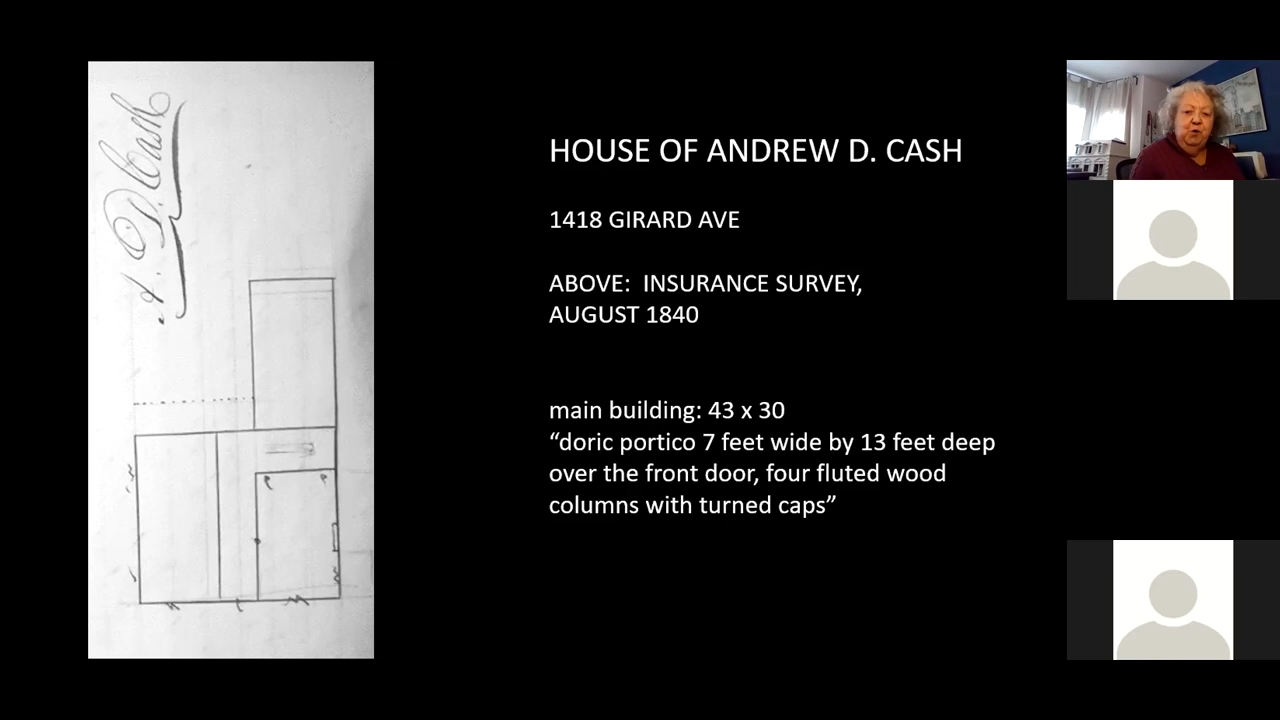 A. D. Cash
HOUSE OF ANDREW D. CASH
1418 GIRARD AVE
ABOVE:  INSURANCE SURVEY,
AUGUST 1840
main building: 43 x 30
“doric portico 7 feet wide by 13 feet deep
over the front door, four fluted wood
columns with turned caps”